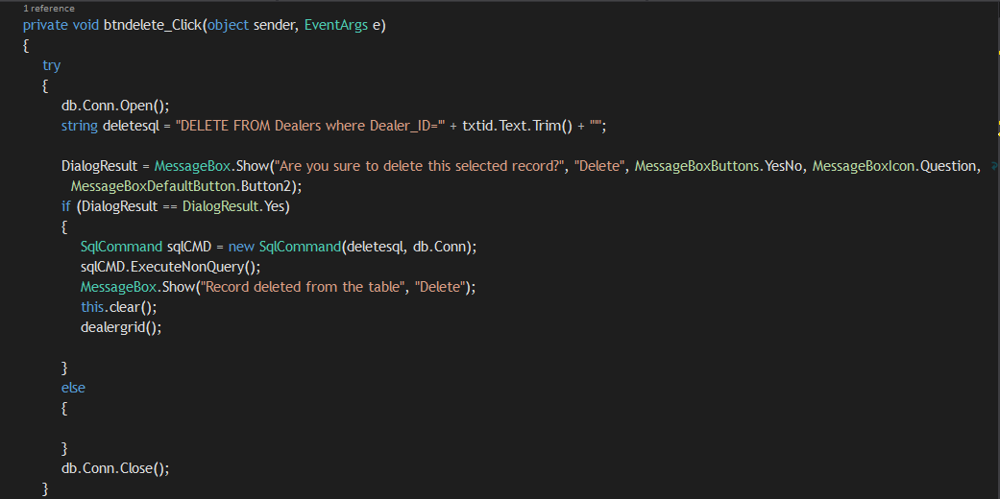 1 reference
private void btndelete_Click(object sender, EventArgs e)
{
try
{
db.Conn.Open();
string deletesql = "DELETE FROM Dealers where Dealer_ID='" + txtid.Text.Trim() + "'";
DialogResult = MessageBox.Show("Are you sure to delete this selected record?", "Delete", MessageBoxButtons.YesNo, MessageBoxIcon.Question,
MessageBoxDefaultButton.Button2);
if (DialogResult == DialogResult.Yes)
{
SqlCommand sqlCMD = new SqlCommand(deletesql, db.Conn);
sqlCMD.ExecuteNonQuery();
MessageBox.Show("Record deleted from the table", "Delete");
this.clear();
dealergrid();
}
else
{
}
db.Conn.Close();
}